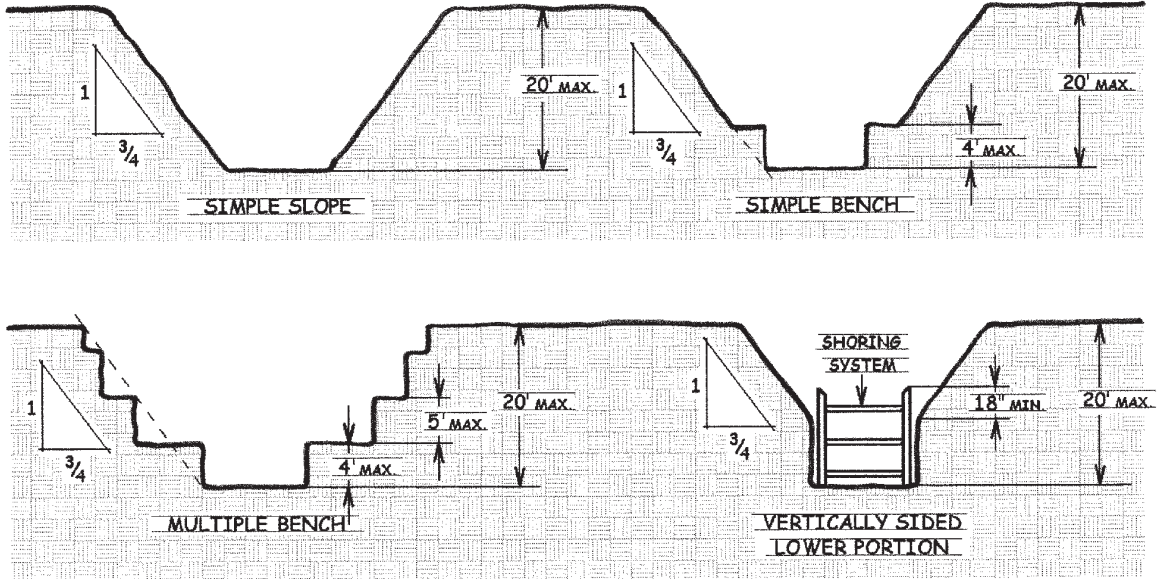 1
3/4
20' MAX.
SIMPLE SLOPE
1
3/4
20' MAX.
4' MAX.
SIMPLE BENCH
1
3/4
20' MAX.
5' MAX.
4' MAX.
MULTIPLE BENCH
1
3/4
SHORING
SYSTEM
18" MIN.
20' MAX.
VERTICALLY SIDED
LOWER PORTION